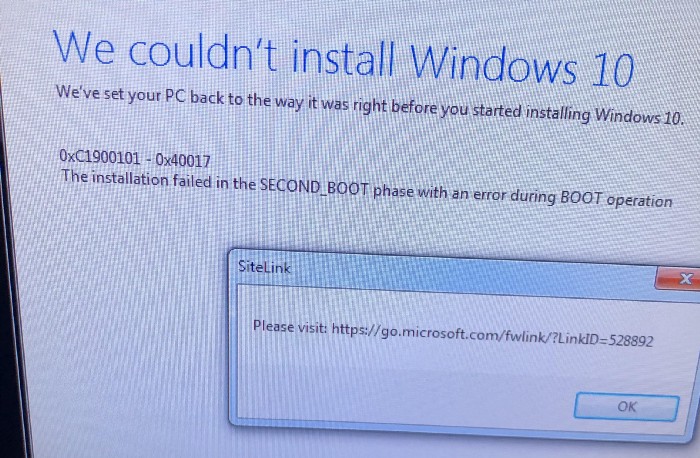 We couldn't install Windows 10
We've set your PC back to the way it was right before you started installing Windows 10.
0xC1900101 - 0x40017
The installation failed in the SECOND_BOOT phase with an error during BOOT operation
SiteLink
Please visit: https://go.microsoft.com/fwlink/?LinkID=528892
OK